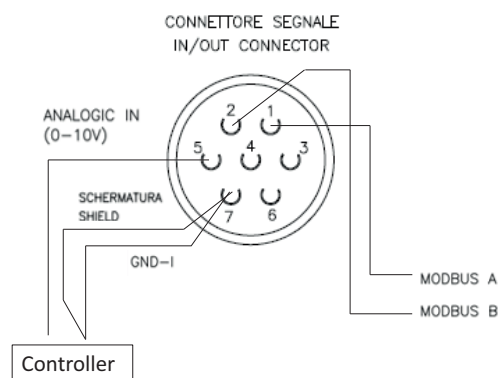 CONNETTORE SEGNALE
IN/OUT CONNECTOR
2
1
ANALOGIC IN
(0-10V)
5
4
3
SCHERMATURA
SHIELD
7
6
GND-I
MODBUS A
MODBUS B
Controller